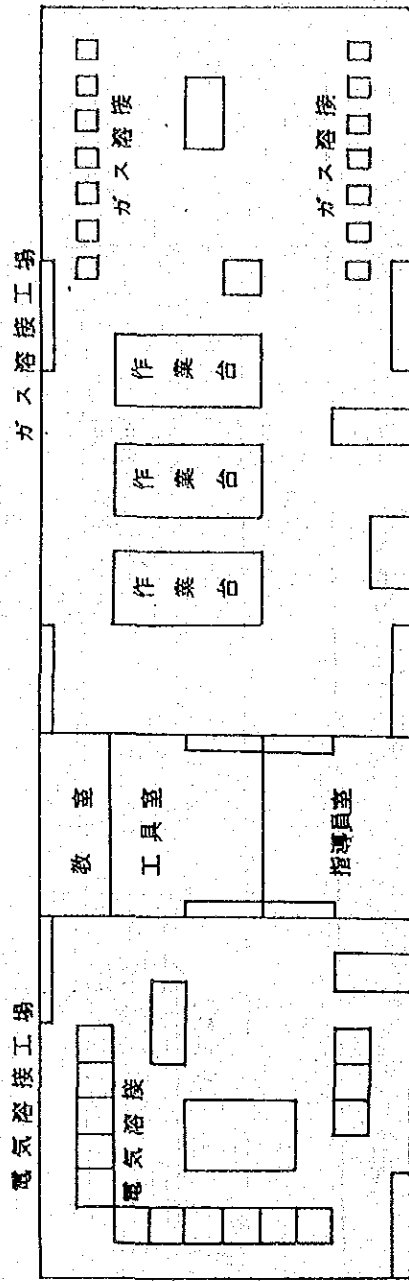 電気溶接工場
ガス溶接工場
電気溶接
教室
工具室
指導員室
作業台
作業台
作業台
ガス溶接
ガス溶接